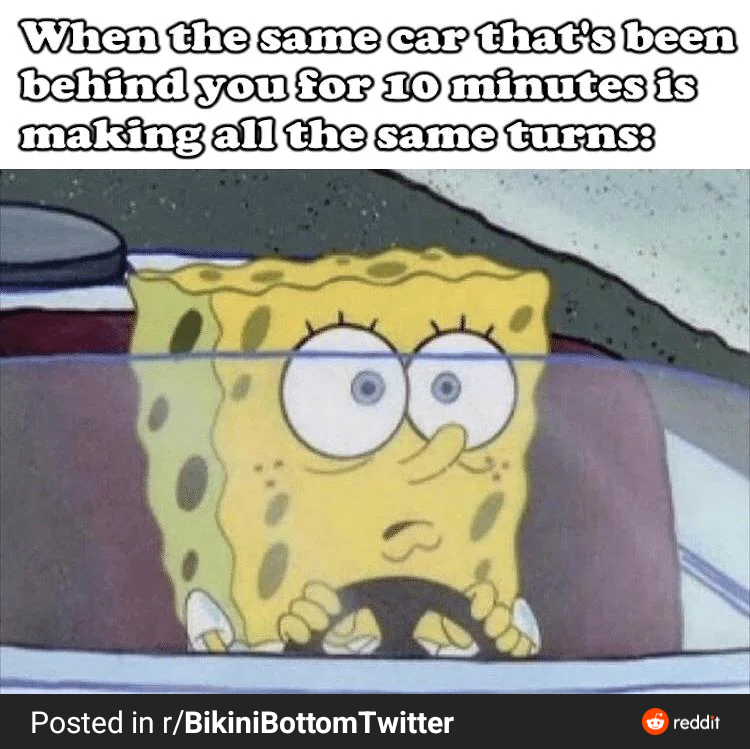 When the same car that's been
behind you for 10 minutes is
making all the same turns:
Posted in r/BikiniBottomTwitter
reddit